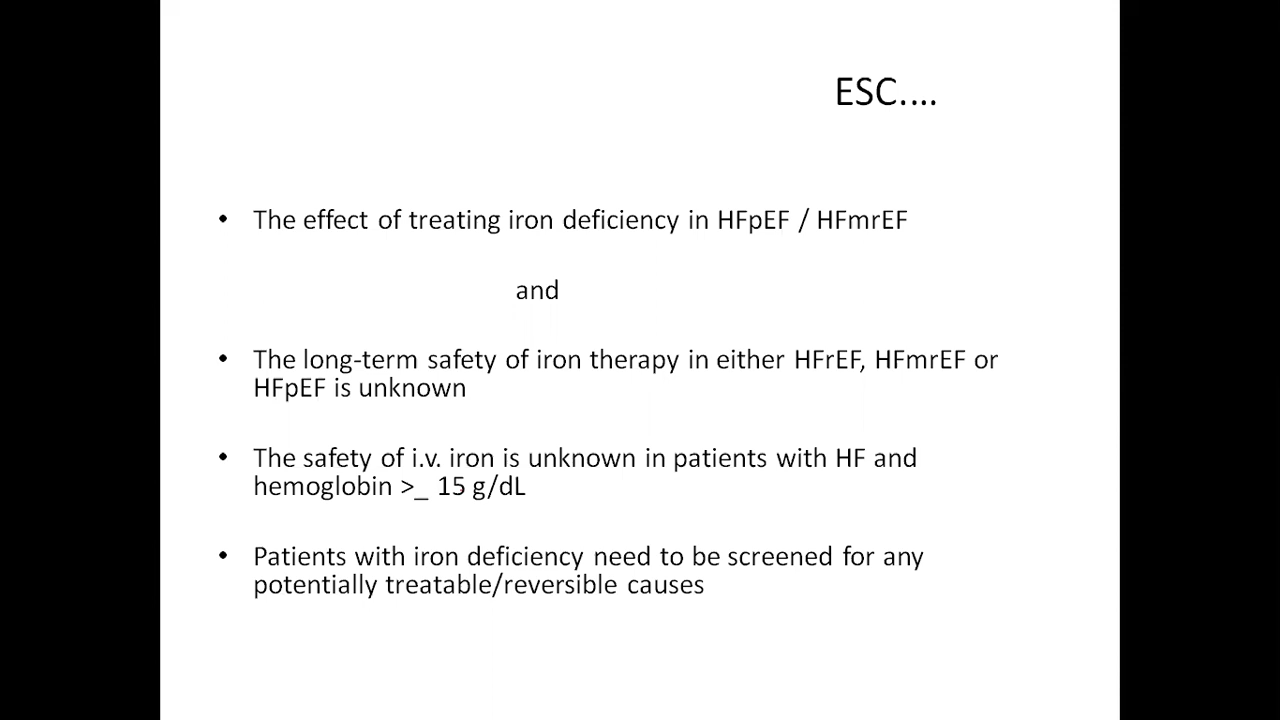 ESC....
• The effect of treating iron deficiency in HFpEF / HFmrEF
and
• The long-term safety of iron therapy in either HFrEF, HFmrEF or
HFpEF is unknown
• The safety of i.v. iron is unknown in patients with HF and
hemoglobin >_ 15 g/dL
• Patients with iron deficiency need to be screened for any
potentially treatable/reversible causes